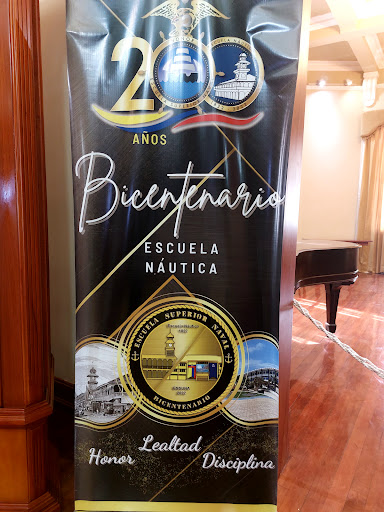 200
AÑOS
Bicentenario
ESCUELA
NÁUTICA
ESCUELA SUPERIOR NAVAL
BICENTENARIO
Honor
Lealtad
Disciplina